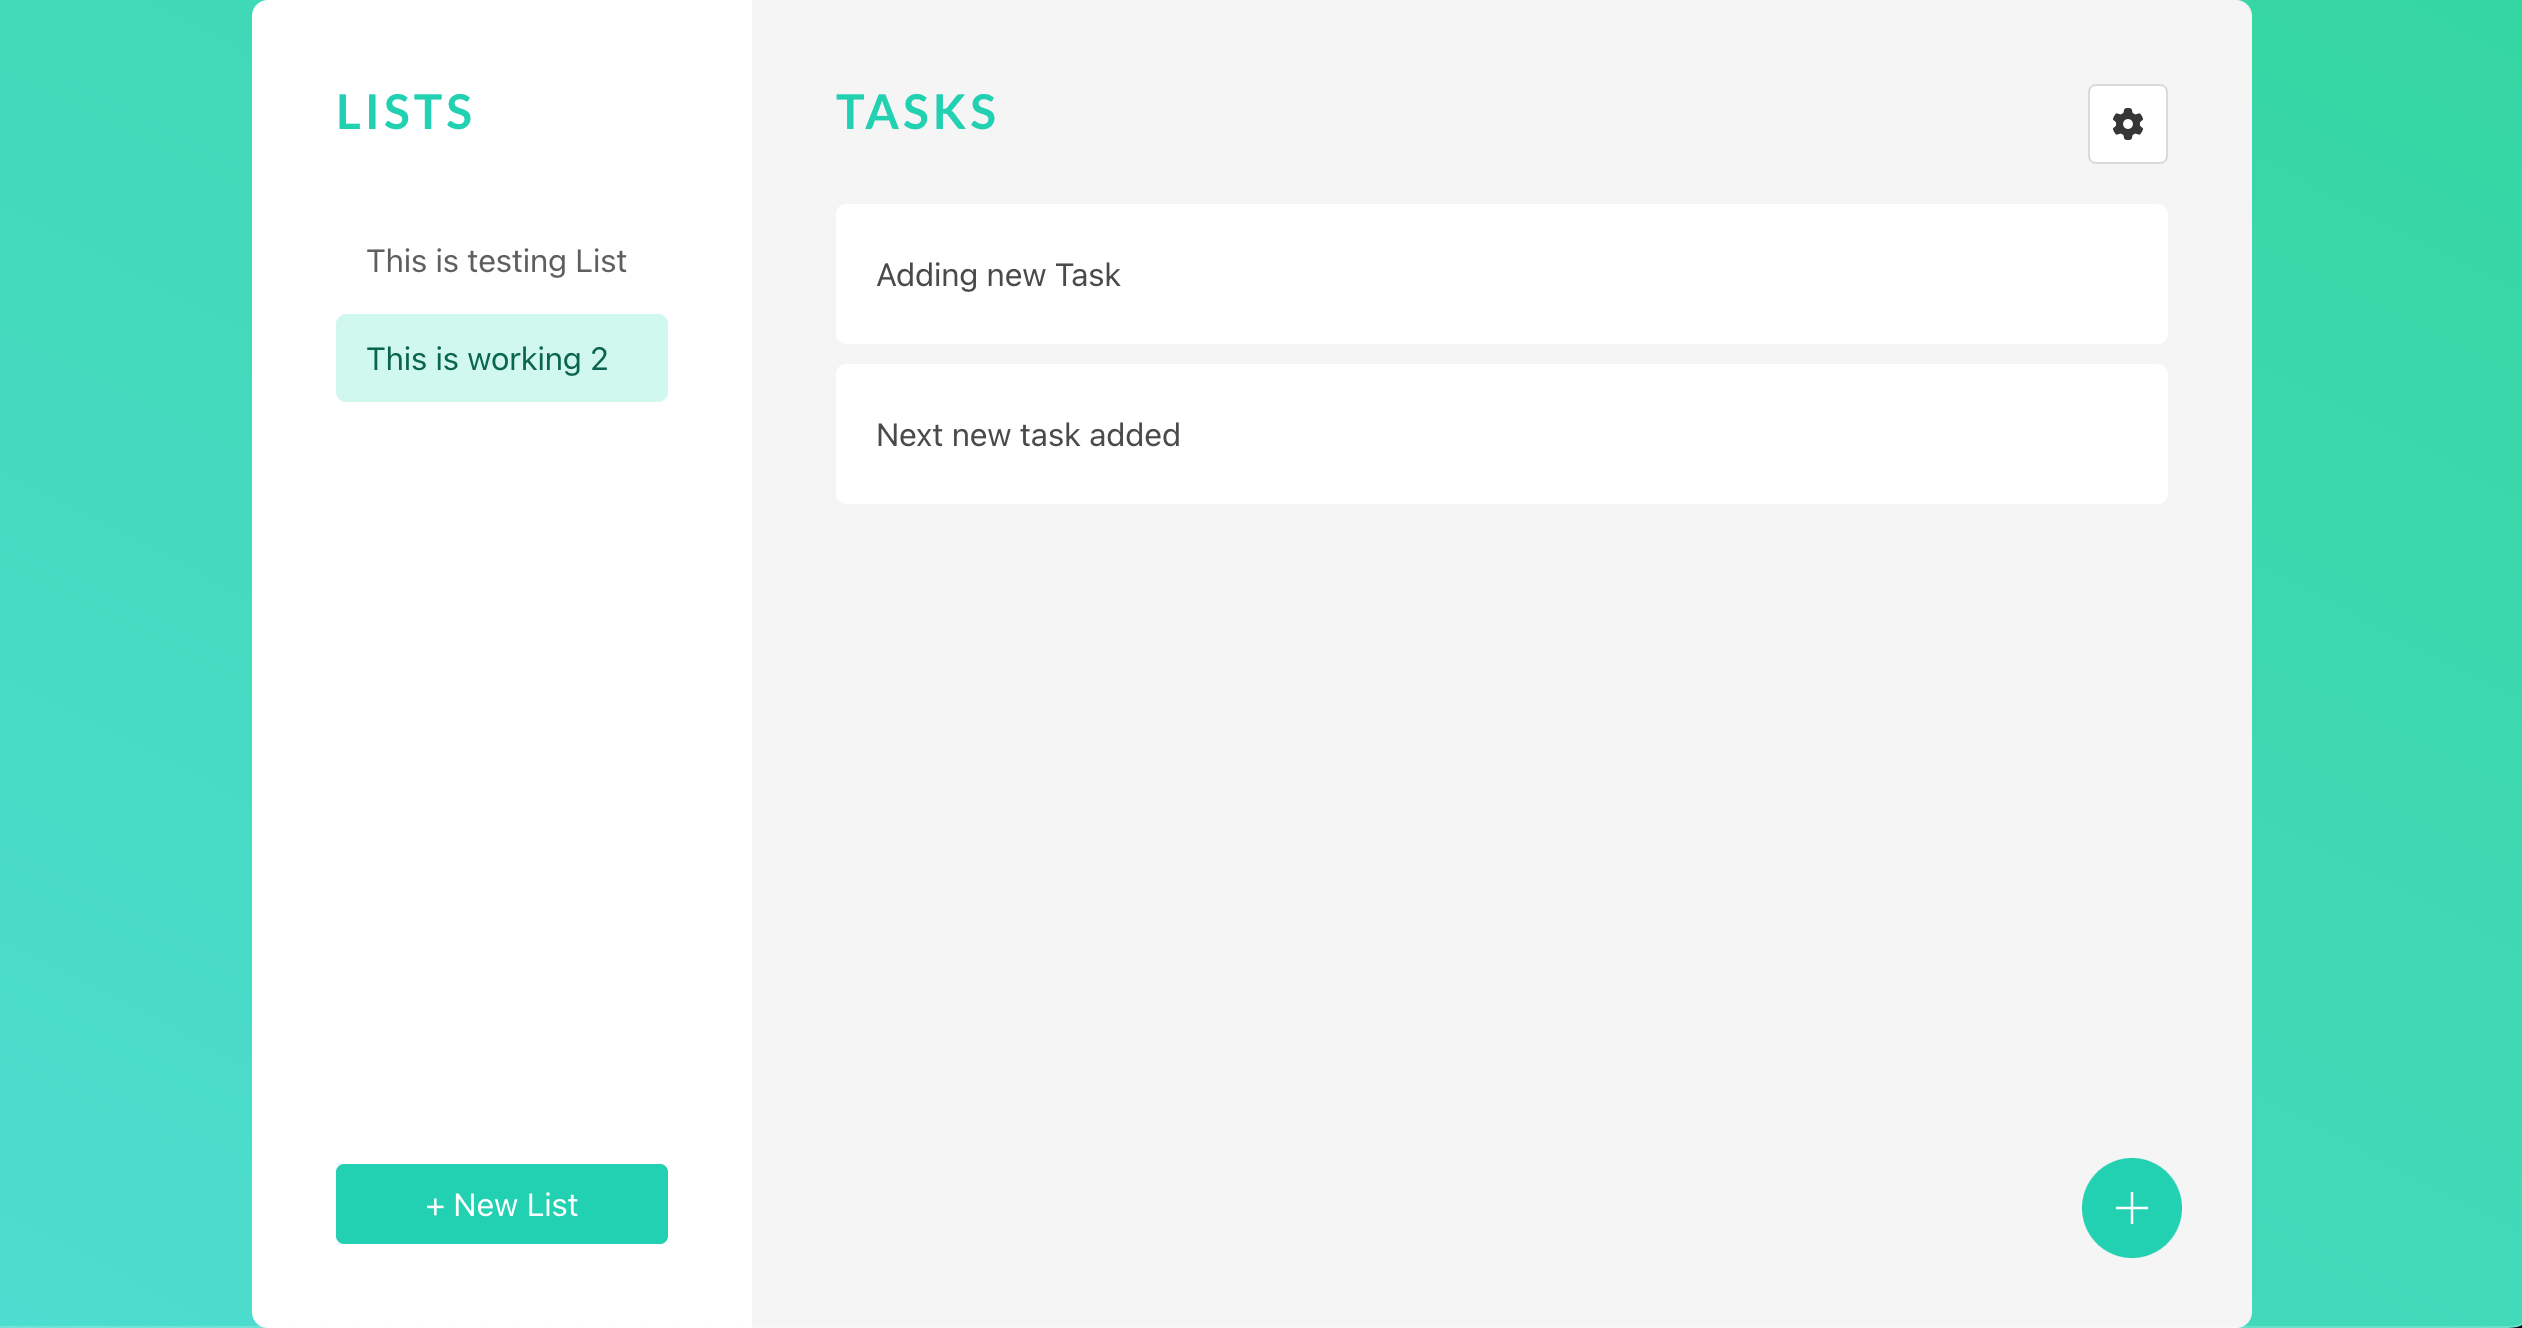 LISTS
This is testing List
This is working 2
+ New List
TASKS
Adding new Task
Next new task added